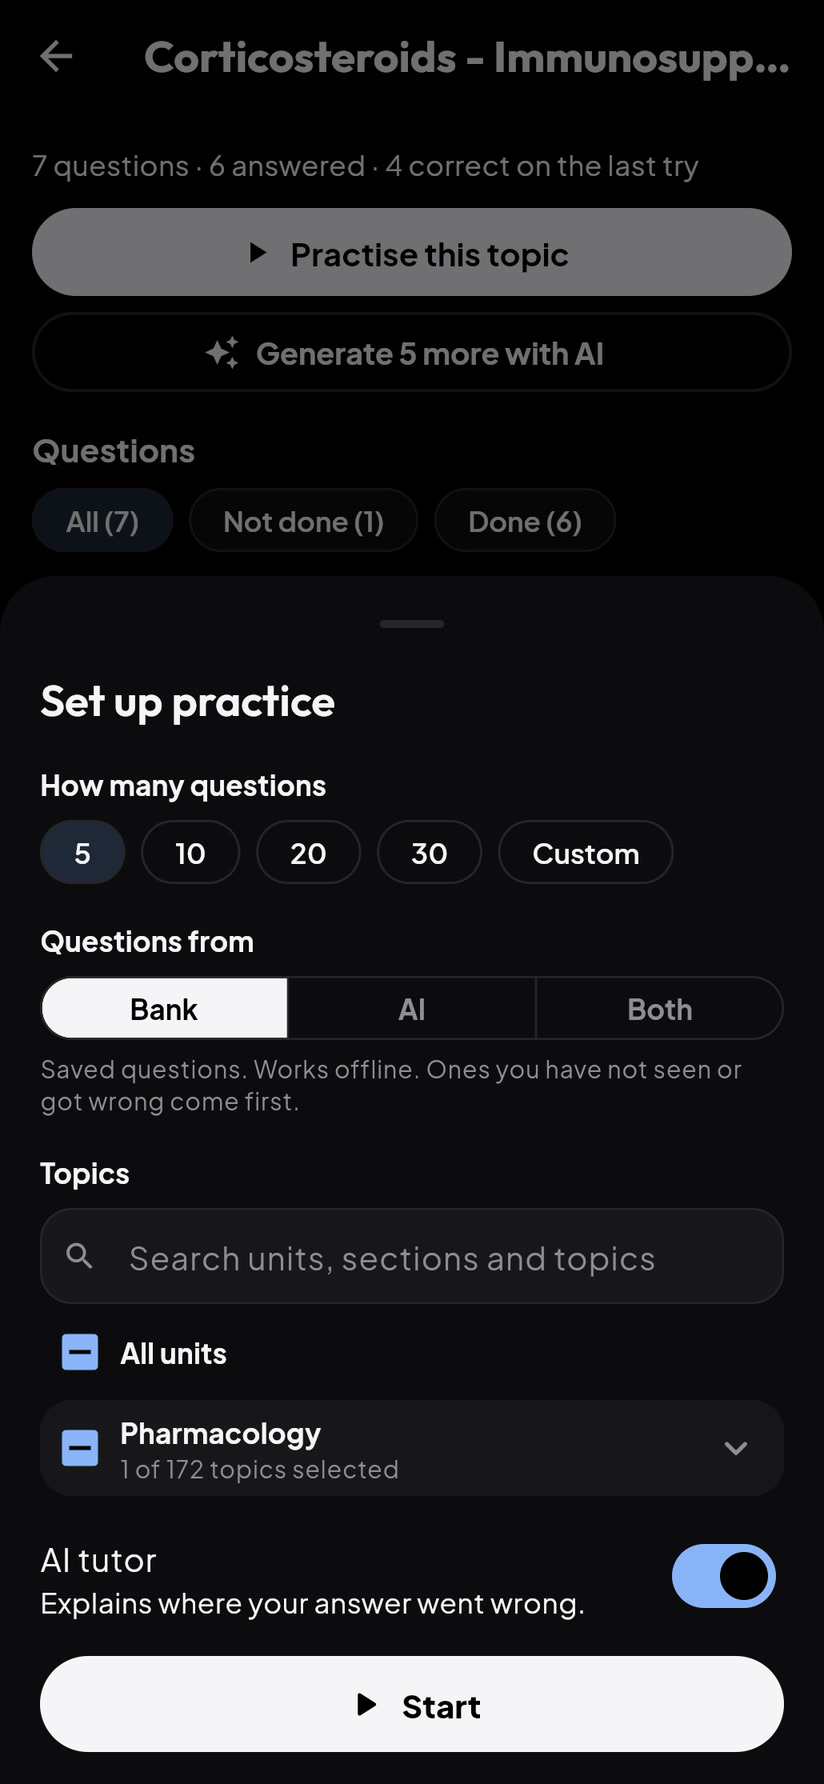 Corticosteroids - Immunosupp...
7 questions · 6 answered · 4 correct on the last try
Practise this topic
Generate 5 more with AI
Questions
All (7)
Not done (1)
Done (6)
Set up practice
How many questions
5
10
20
30
Custom
Questions from
Bank
AI
Both
Saved questions. Works offline. Ones you have not seen or
got wrong come first.
Topics
Search units, sections and topics
All units
Pharmacology
1 of 172 topics selected
AI tutor
Explains where your answer went wrong.
Start